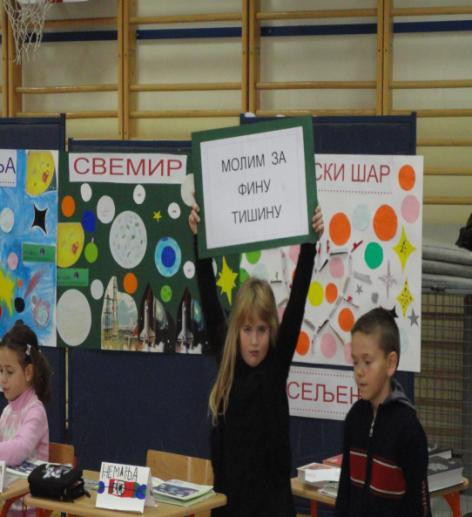 СВЕМИР
МОЛИМ ЗА
ФИНУ
ТИШИНУ
СКИ ШАР
СЕЉЕН
НЕМАЊА